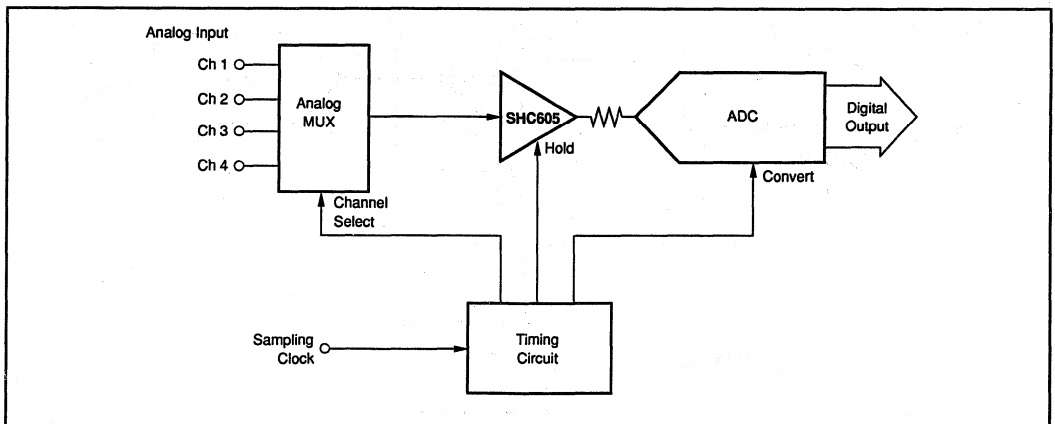 Analog Input
Ch 1
Ch 2
Ch 3
Ch 4
Analog
MUX
Channel
Select
SHC605
Hold
ADC
Convert
Digital
Output
Sampling
Clock
Timing
Circuit